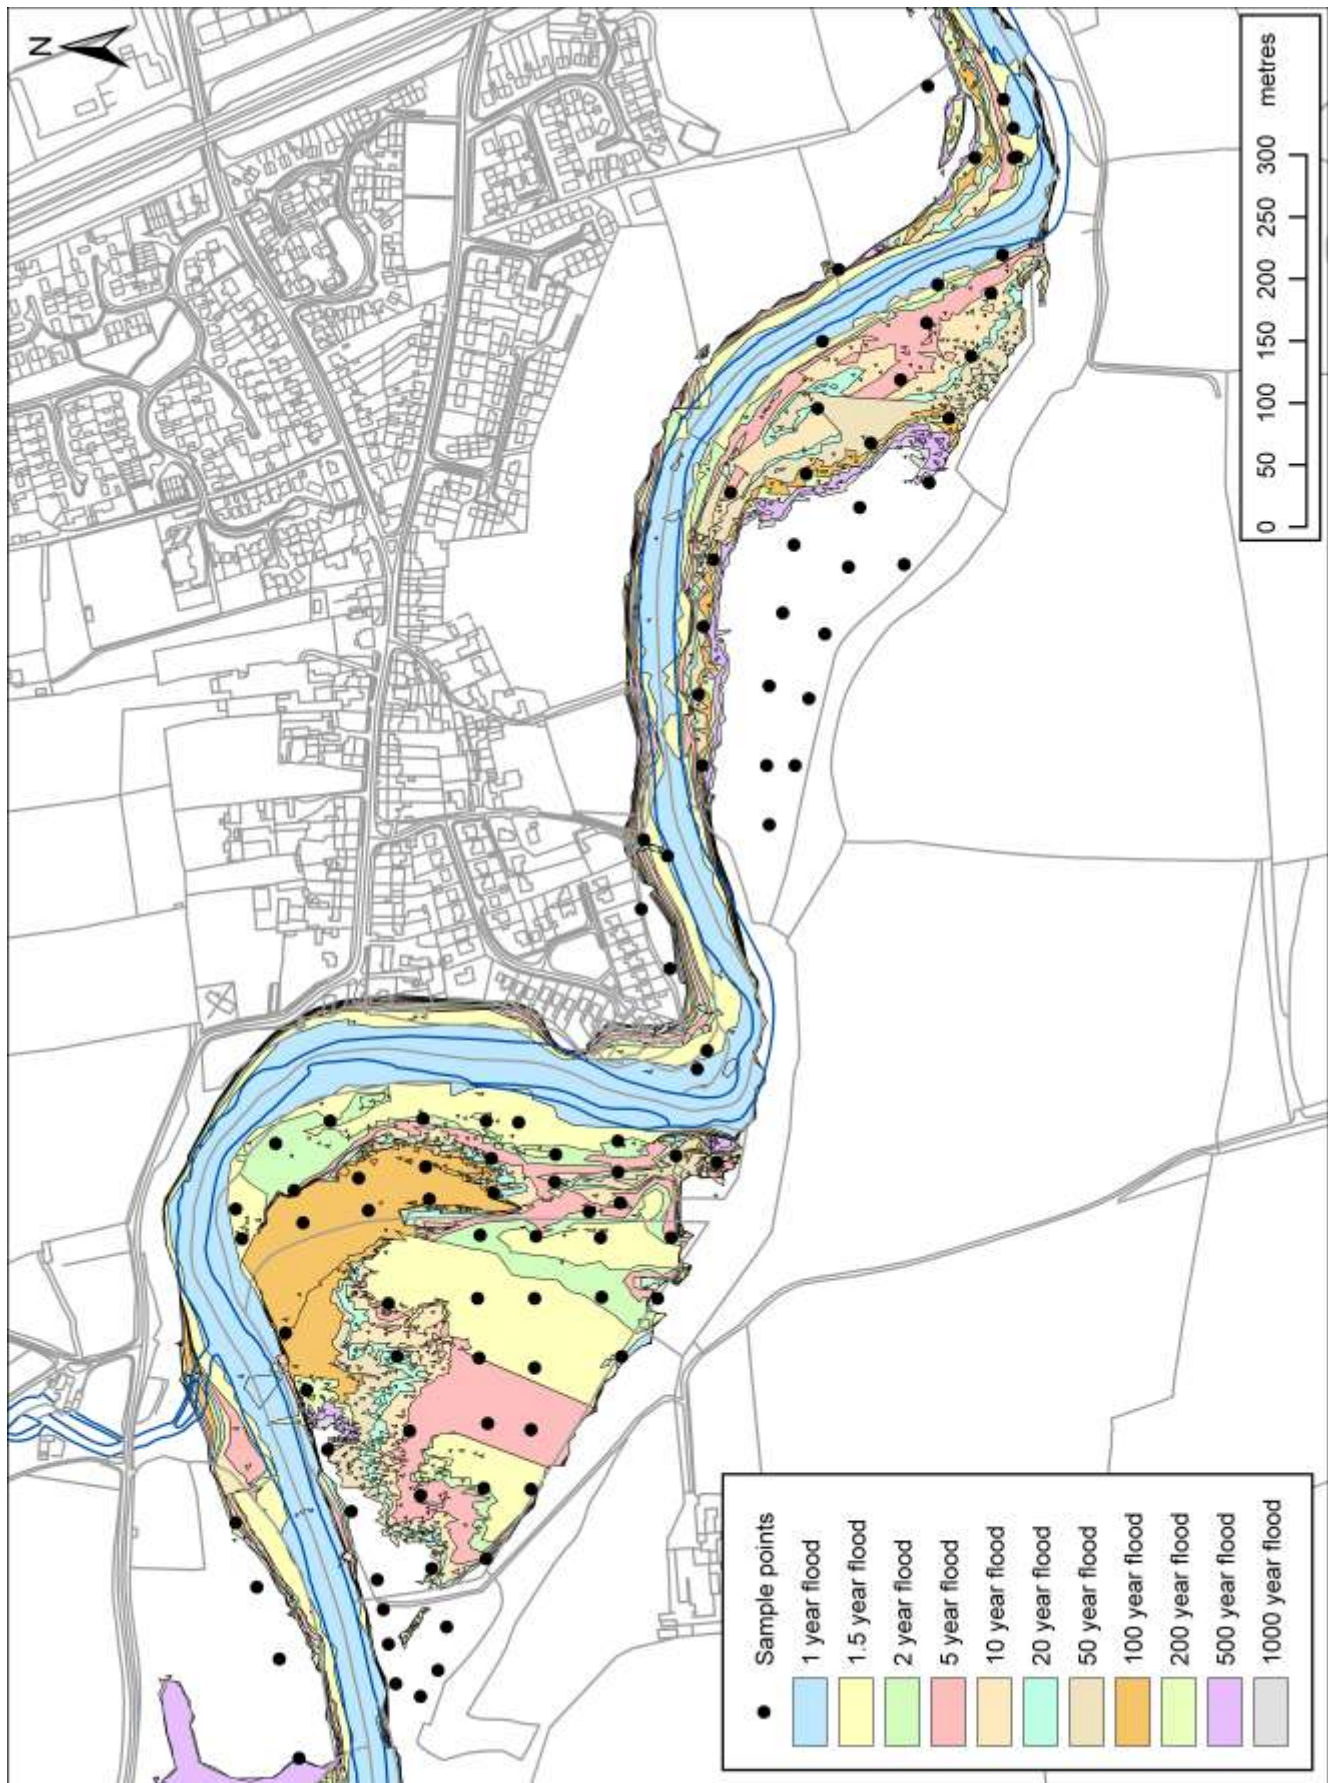 N
0 50 100 150 200 250 300 metres
Sample points
1 year flood
1.5 year flood
2 year flood
5 year flood
10 year flood
20 year flood
50 year flood
100 year flood
200 year flood
500 year flood
1000 year flood